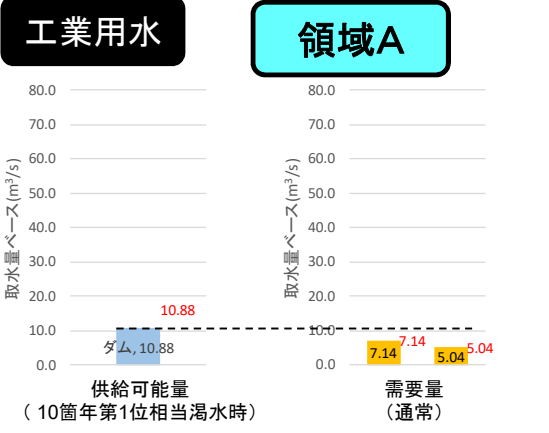 工業用水
領域A
80.0
70.0
60.0
50.0
40.0
30.0
20.0
10.0
0.0
取水量ベース(m³/s)
10.88
ダム, 10.88
供給可能量
（ 10箇年第1位相当渇水時）
80.0
70.0
60.0
50.0
40.0
30.0
20.0
10.0
0.0
取水量ベース(m³/s)
7.14
7.14
5.04
5.04
需要量
（通常）